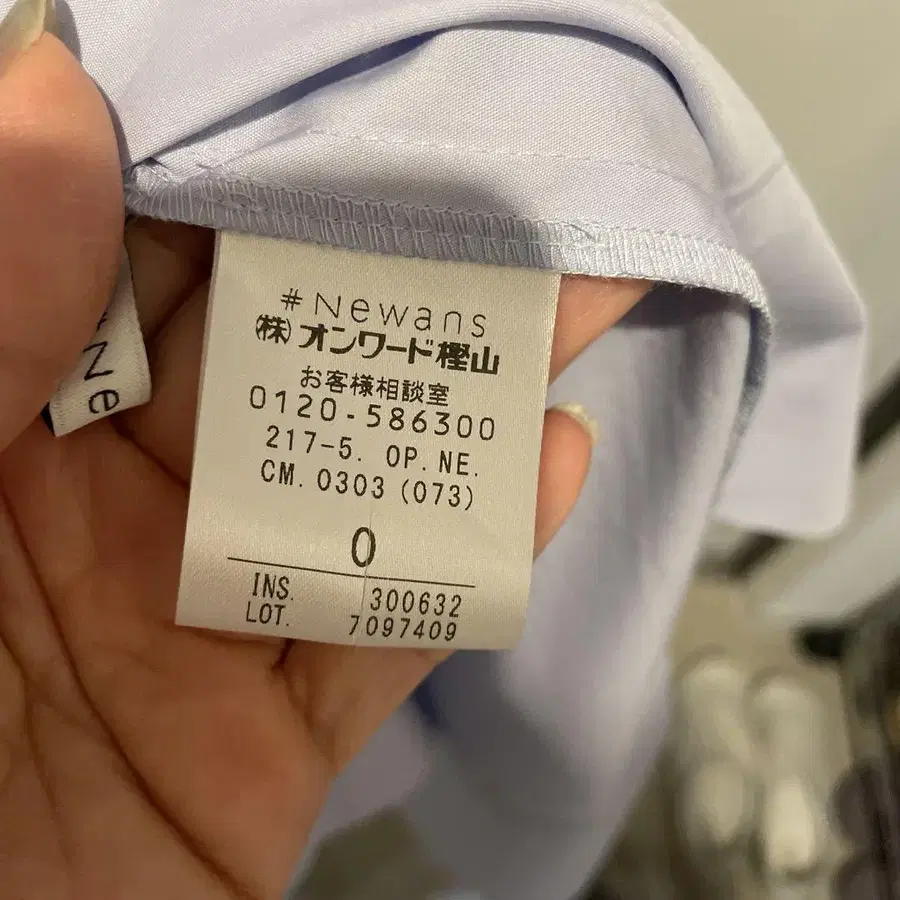 #Newans
㈱オンワード樫山
お客様相談室
0120-586300
217-5. OP. NE.
CM. 0303 (073)
0
INS. 300632
LOT. 7097409
#Ne